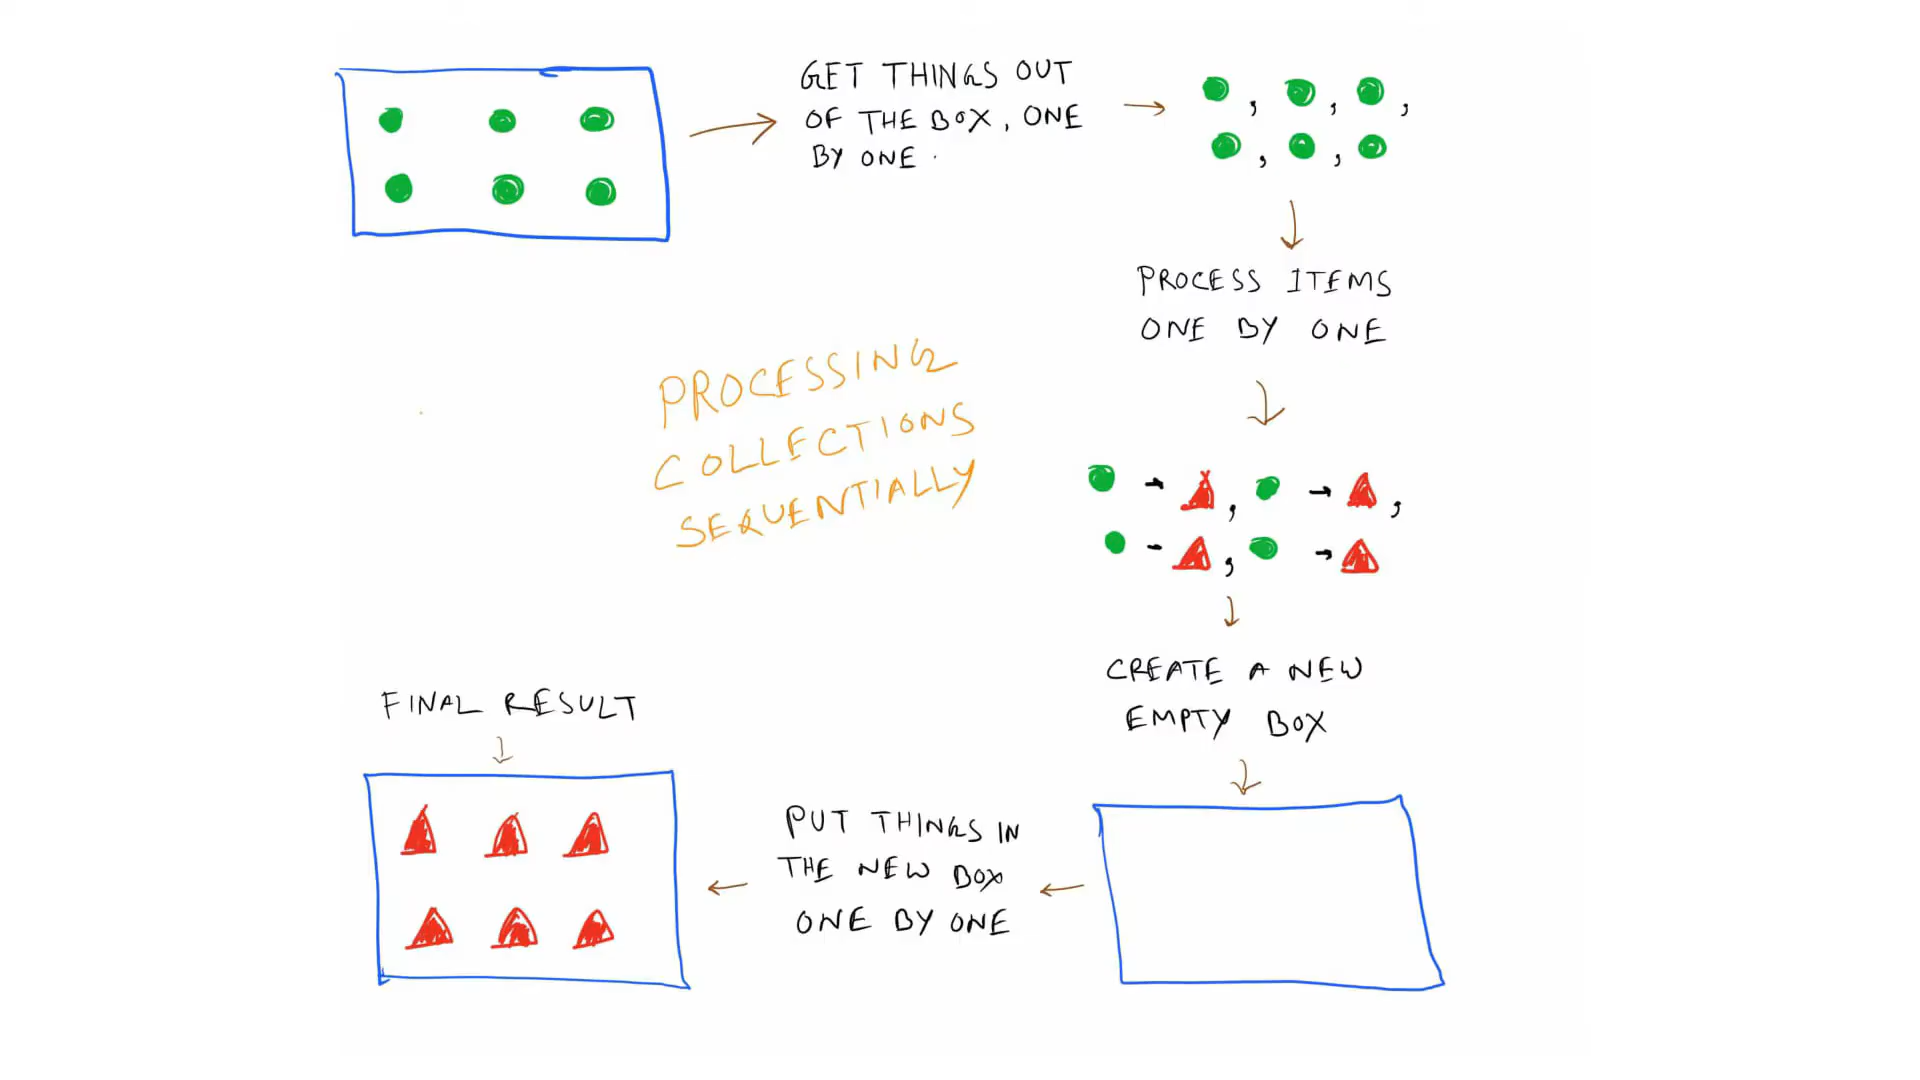 GET THINGS OUT
OF THE BOX, ONE
BY ONE.
PROCESS ITEMS
ONE BY ONE
PROCESSING
COLLECTIONS
SEQUENTIALLY
CREATE A NEW
EMPTY BOX
PUT THINGS IN
THE NEW BOX
ONE BY ONE
FINAL RESULT